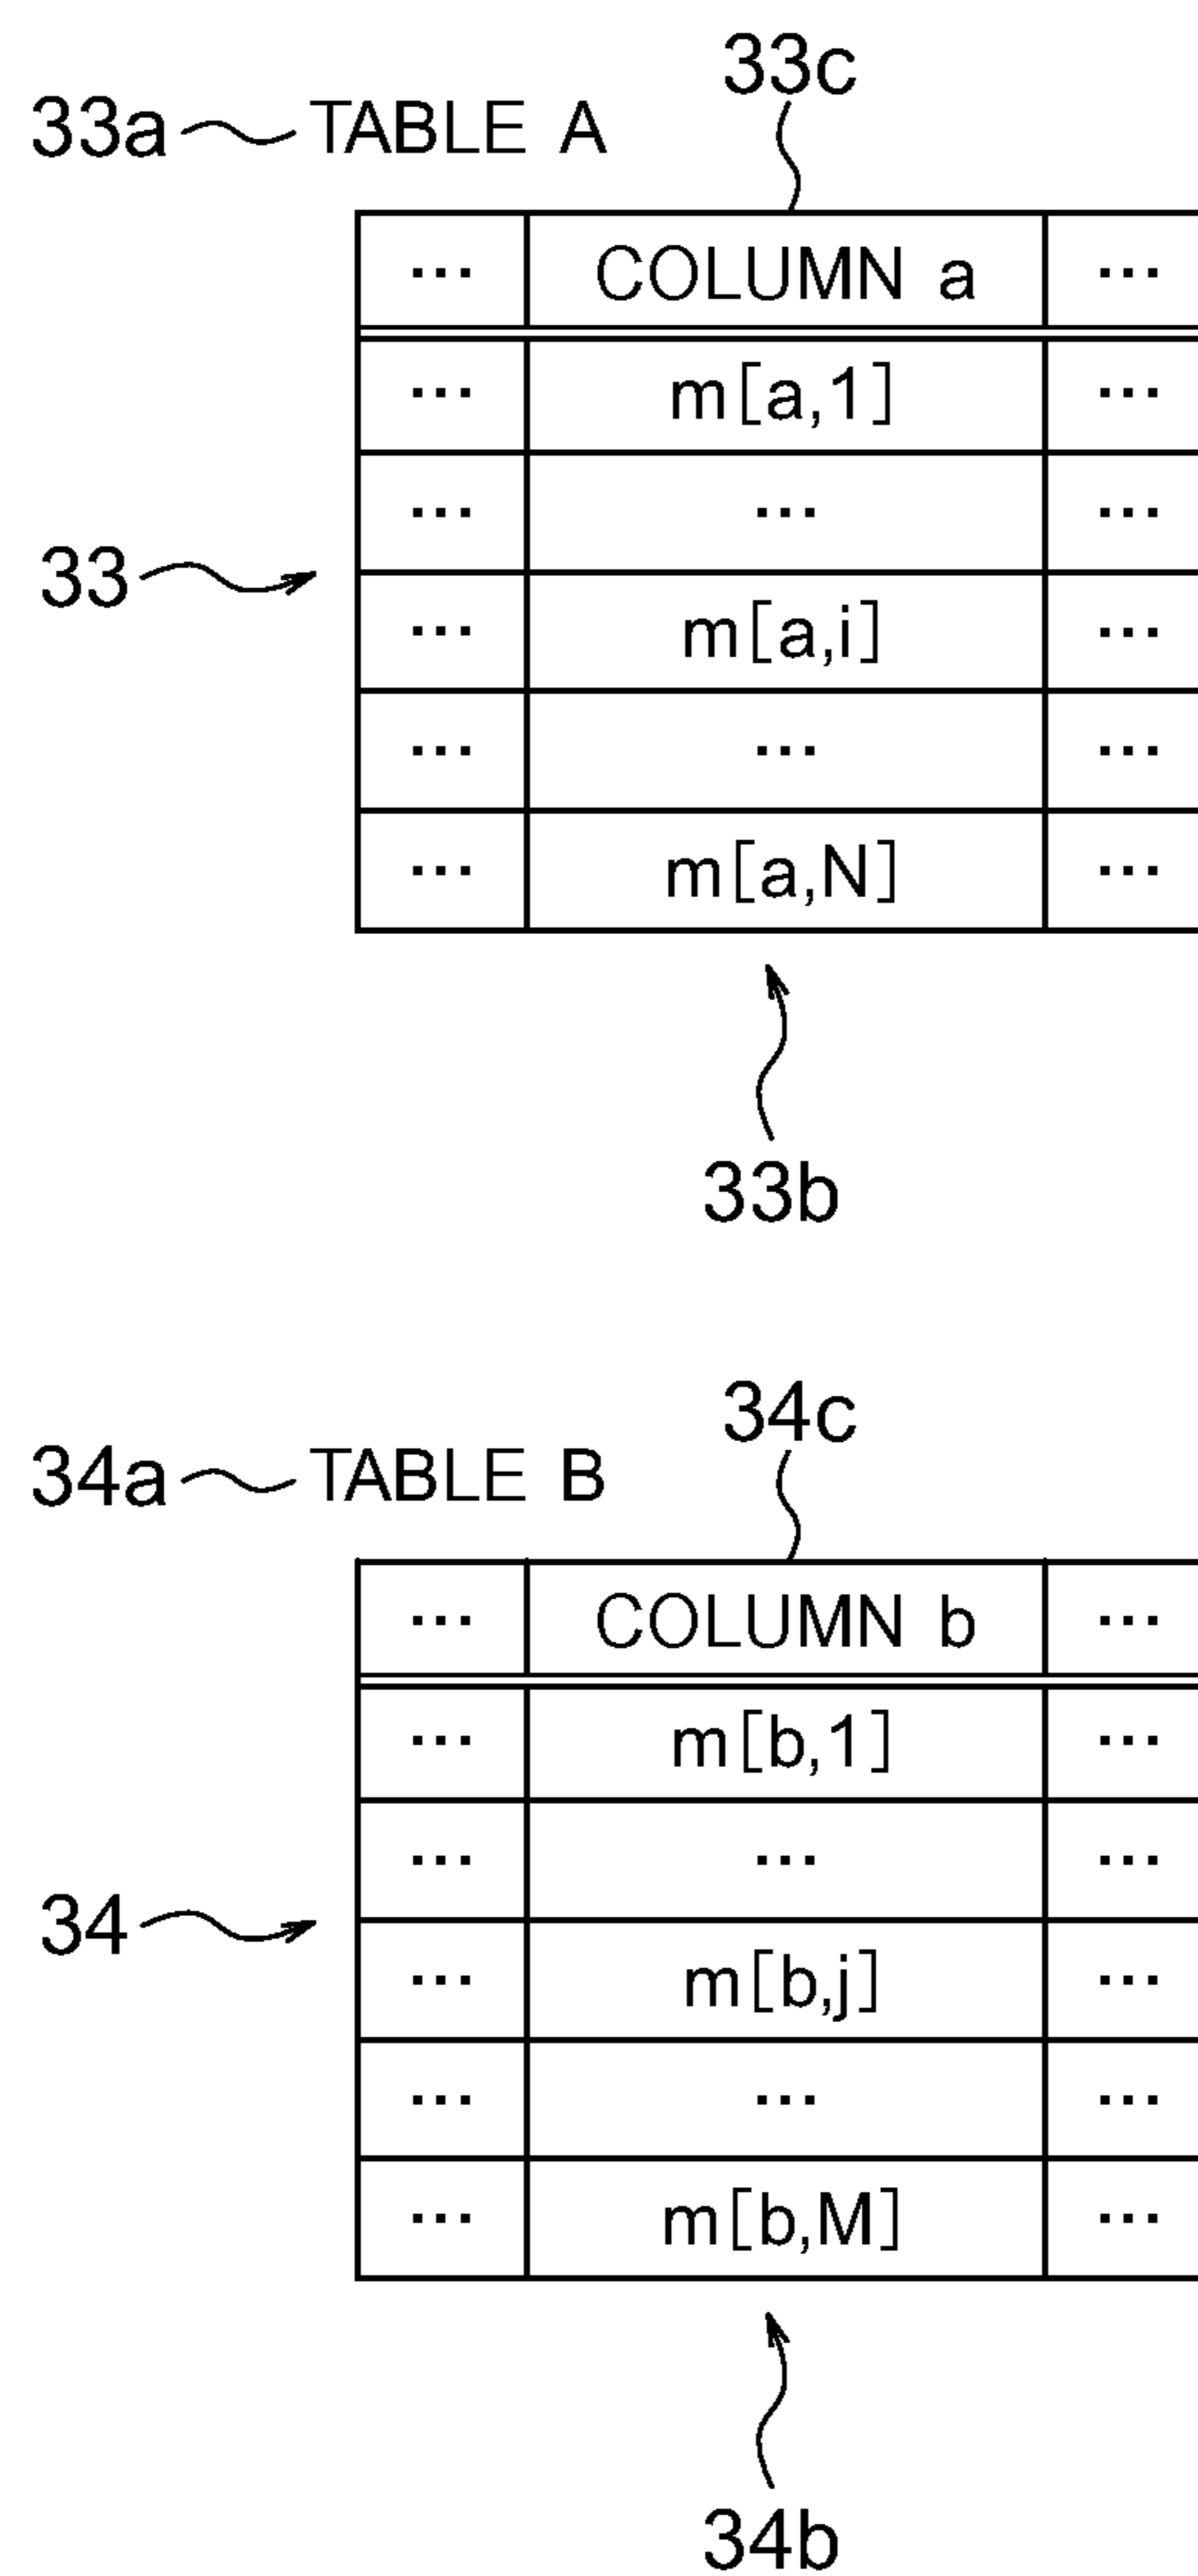 33c
33a TABLE A
... COLUMN a ...
... m[a,1] ...
... ... ...
33
... m[a,i] ...
... ... ...
... m[a,N] ...
33b
34c
34a TABLE B
... COLUMN b ...
... m[b,1] ...
... ... ...
34
... m[b,j] ...
... ... ...
... m[b,M] ...
34b